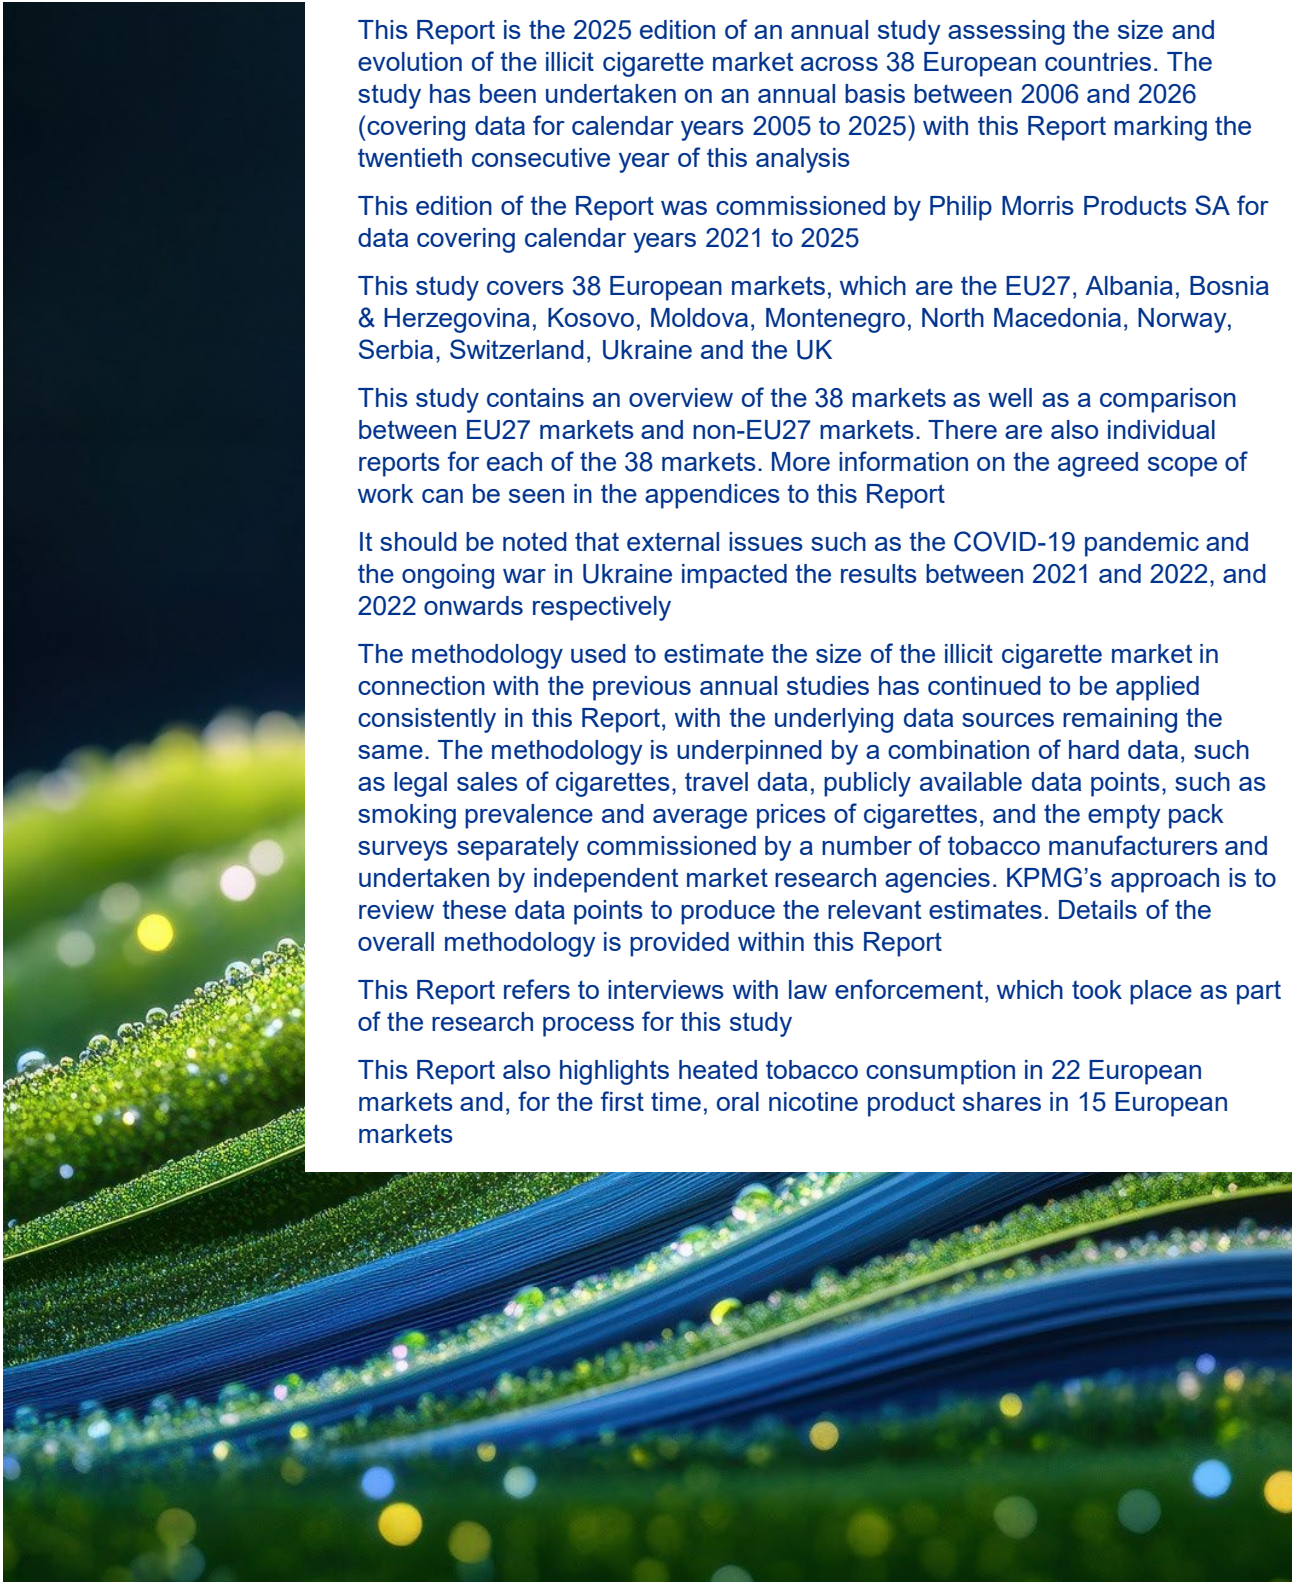 This Report is the 2025 edition of an annual study assessing the size and
evolution of the illicit cigarette market across 38 European countries. The
study has been undertaken on an annual basis between 2006 and 2026
(covering data for calendar years 2005 to 2025) with this Report marking the
twentieth consecutive year of this analysis
This edition of the Report was commissioned by Philip Morris Products SA for
data covering calendar years 2021 to 2025
This study covers 38 European markets, which are the EU27, Albania, Bosnia
& Herzegovina, Kosovo, Moldova, Montenegro, North Macedonia, Norway,
Serbia, Switzerland, Ukraine and the UK
This study contains an overview of the 38 markets as well as a comparison
between EU27 markets and non-EU27 markets. There are also individual
reports for each of the 38 markets. More information on the agreed scope of
work can be seen in the appendices to this Report
It should be noted that external issues such as the COVID-19 pandemic and
the ongoing war in Ukraine impacted the results between 2021 and 2022, and
2022 onwards respectively
The methodology used to estimate the size of the illicit cigarette market in
connection with the previous annual studies has continued to be applied
consistently in this Report, with the underlying data sources remaining the
same. The methodology is underpinned by a combination of hard data, such
as legal sales of cigarettes, travel data, publicly available data points, such as
smoking prevalence and average prices of cigarettes, and the empty pack
surveys separately commissioned by a number of tobacco manufacturers and
undertaken by independent market research agencies. KPMG’s approach is to
review these data points to produce the relevant estimates. Details of the
overall methodology is provided within this Report
This Report refers to interviews with law enforcement, which took place as part
of the research process for this study
This Report also highlights heated tobacco consumption in 22 European
markets and, for the first time, oral nicotine product shares in 15 European
markets